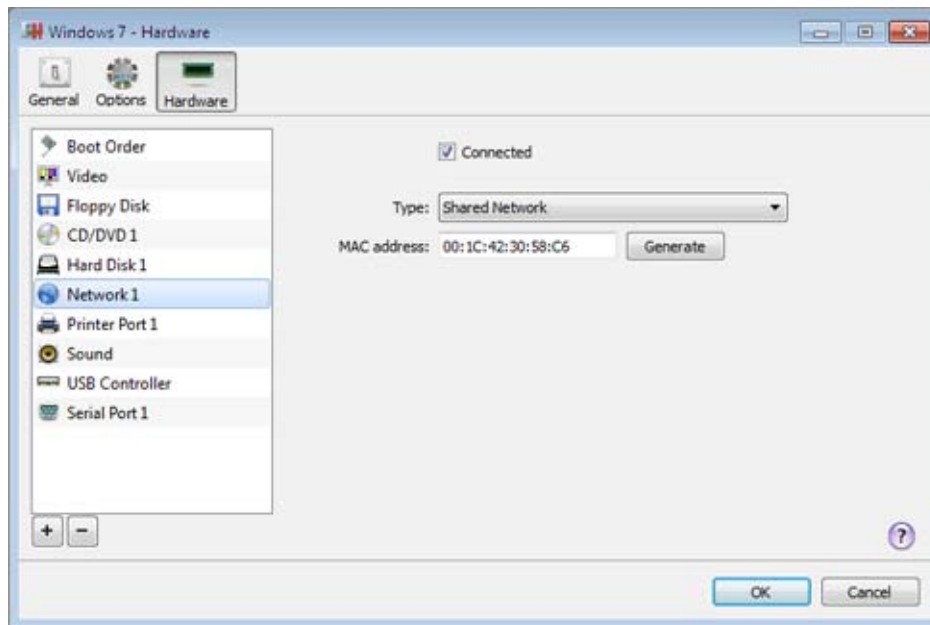 Windows 7 - Hardware
General Options Hardware
Boot Order
Video
Floppy Disk
CD/DVD 1
Hard Disk 1
Network 1
Printer Port 1
Sound
USB Controller
Serial Port 1
+ -
Connected
Type: Shared Network
MAC address: 00:1C:42:30:58:C6 Generate
?
OK Cancel